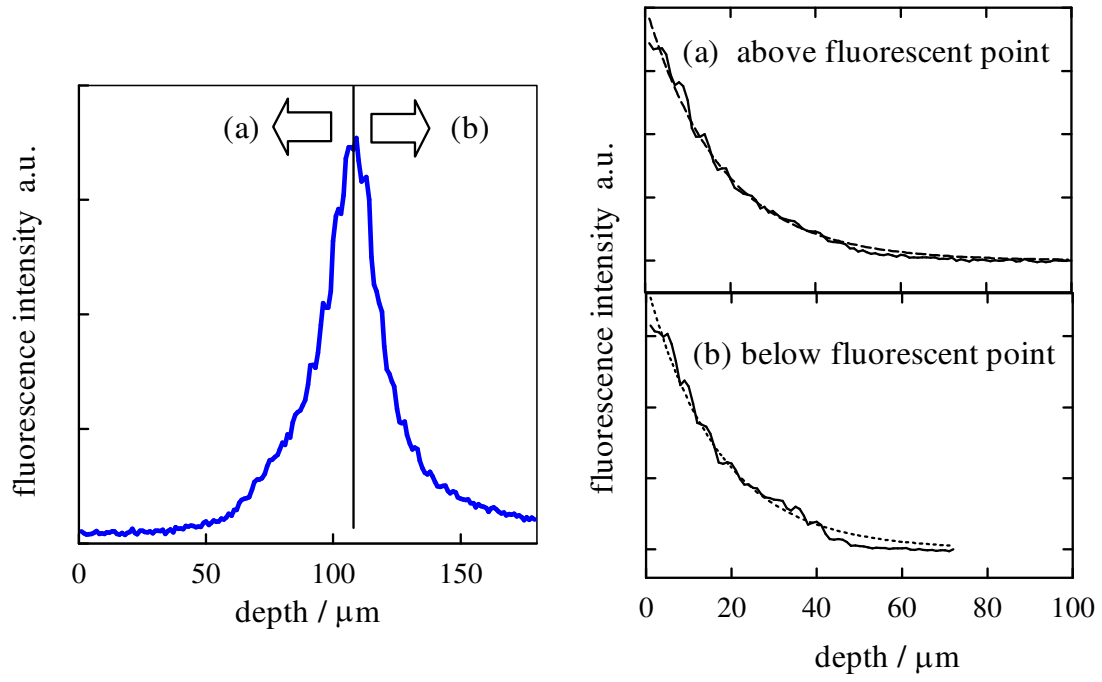 (a)
(b)
fluorescence intensity a.u.
0
50
100
150
depth / μm
(a) above fluorescent point
(b) below fluorescent point
fluorescence intensity a.u.
0
20
40
60
80
100
depth / μm